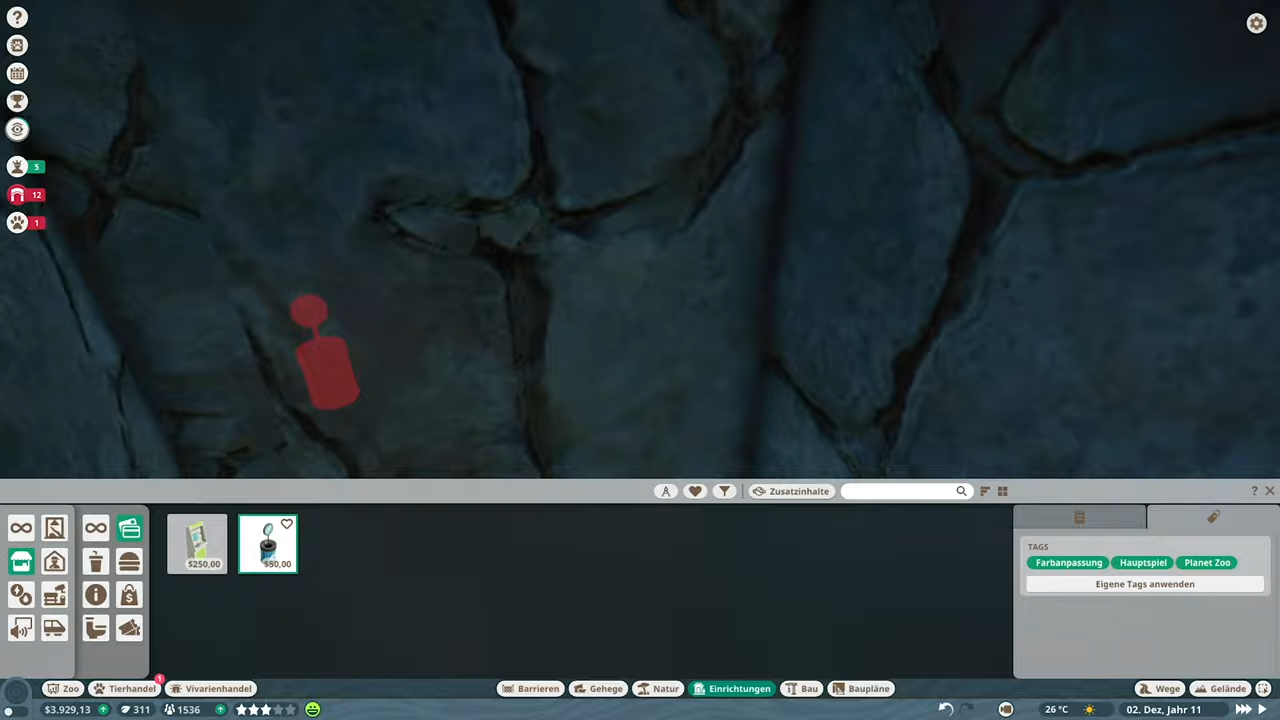 5
12
1
Zusatzinhalte
$250,00
$50,00
TAGS
Farbanpassung Hauptspiel Planet Zoo
Eigene Tags anwenden
1
Zoo Tierhandel Vivarienhandel Barrieren Gehege Natur Einrichtungen Bau Baupläne Wege Gelände
$3.929,13 311 1536 26 °C 02. Dez, Jahr 11